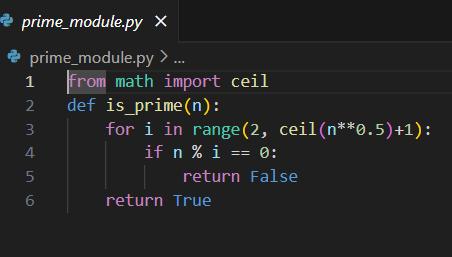 prime_module.py ×
prime_module.py > ...
1 from math import ceil
2 def is_prime(n):
3     for i in range(2, ceil(n**0.5)+1):
4         if n % i == 0:
5             return False
6     return True